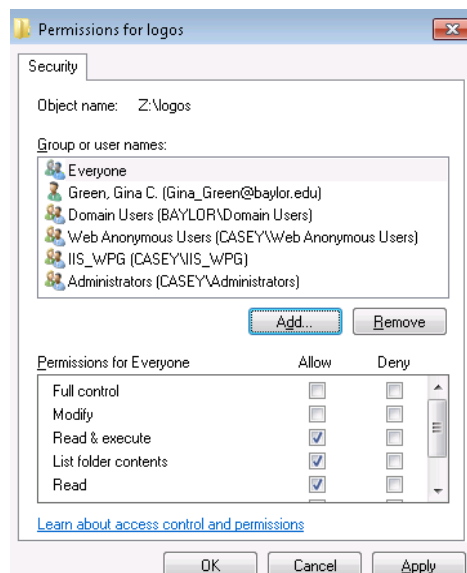 Permissions for logos
Security
Object name: Z:\logos
Group or user names:
Everyone
Green, Gina C. (Gina_Green@baylor.edu)
Domain Users (BAYLOR\Domain Users)
Web Anonymous Users (CASEY\Web Anonymous Users)
IIS_WPG (CASEY\IIS_WPG)
Administrators (CASEY\Administrators)
Add... Remove
Permissions for Everyone Allow Deny
Full control
Modify
Read & execute
List folder contents
Read
Learn about access control and permissions
OK Cancel Apply